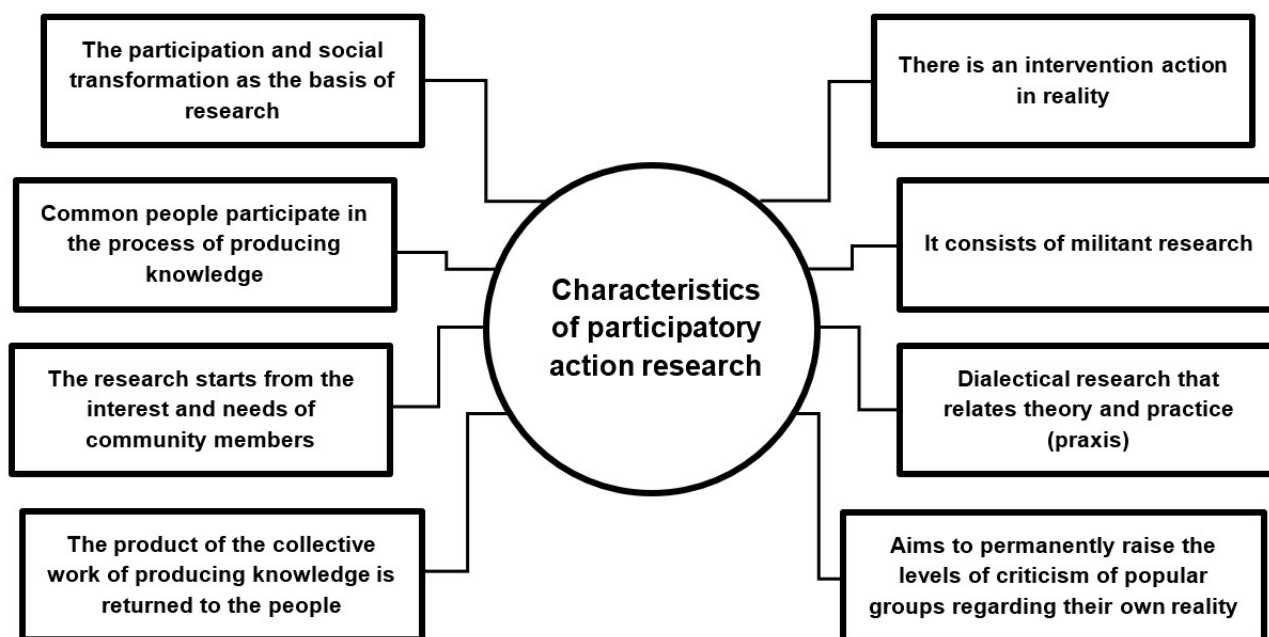 The participation and social
transformation as the basis of
research
Common people participate in
the process of producing
knowledge
The research starts from the
interest and needs of
community members
The product of the collective
work of producing knowledge is
returned to the people
Characteristics
of participatory
action research
There is an intervention action
in reality
It consists of militant research
Dialectical research that
relates theory and practice
(praxis)
Aims to permanently raise the
levels of criticism of popular
groups regarding their own reality